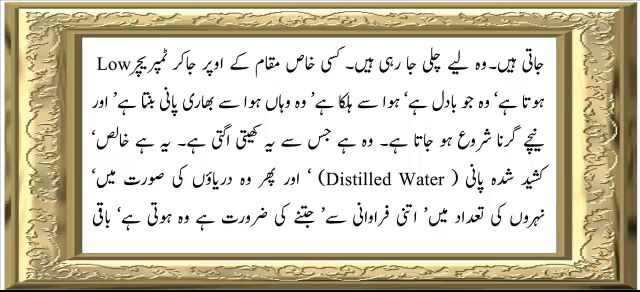 جاتی ہیں۔ وہ لیے چلی جا رہی ہیں۔ کسی خاص مقام کے اوپر جاکر ٹمپریچر Low
ہوتا ہے‘ وہ جو بادل ہے‘ ہوا سے ہلکا ہے’ وہ وہاں ہوا سے بھاری پانی بنتا ہے‘ اور
نیچے گرنا شروع ہو جاتا ہے۔ وہ ہے جس سے یہ کھیتی اگتی ہے۔ یہ ہے خالص‘
کشید شدہ پانی ( Distilled Water) ‘ اور پھر وہ دریاؤں کی صورت میں‘
نہروں کی تعداد میں’ اتنی فراوانی سے’ جتنے کی ضرورت ہے وہ ہوتی ہے‘ باقی